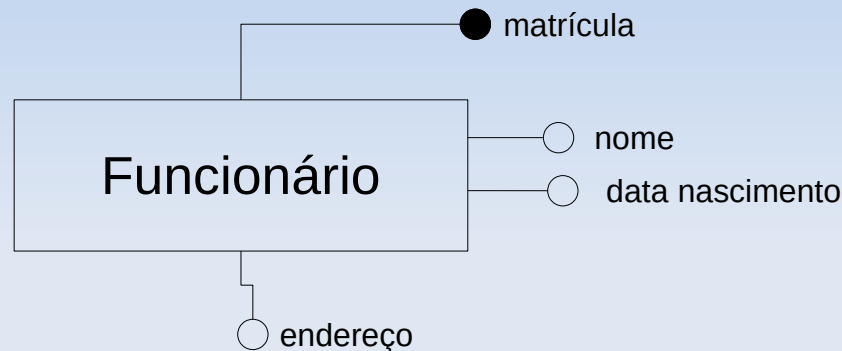 matrícula
nome
Funcionário
data nascimento
endereço